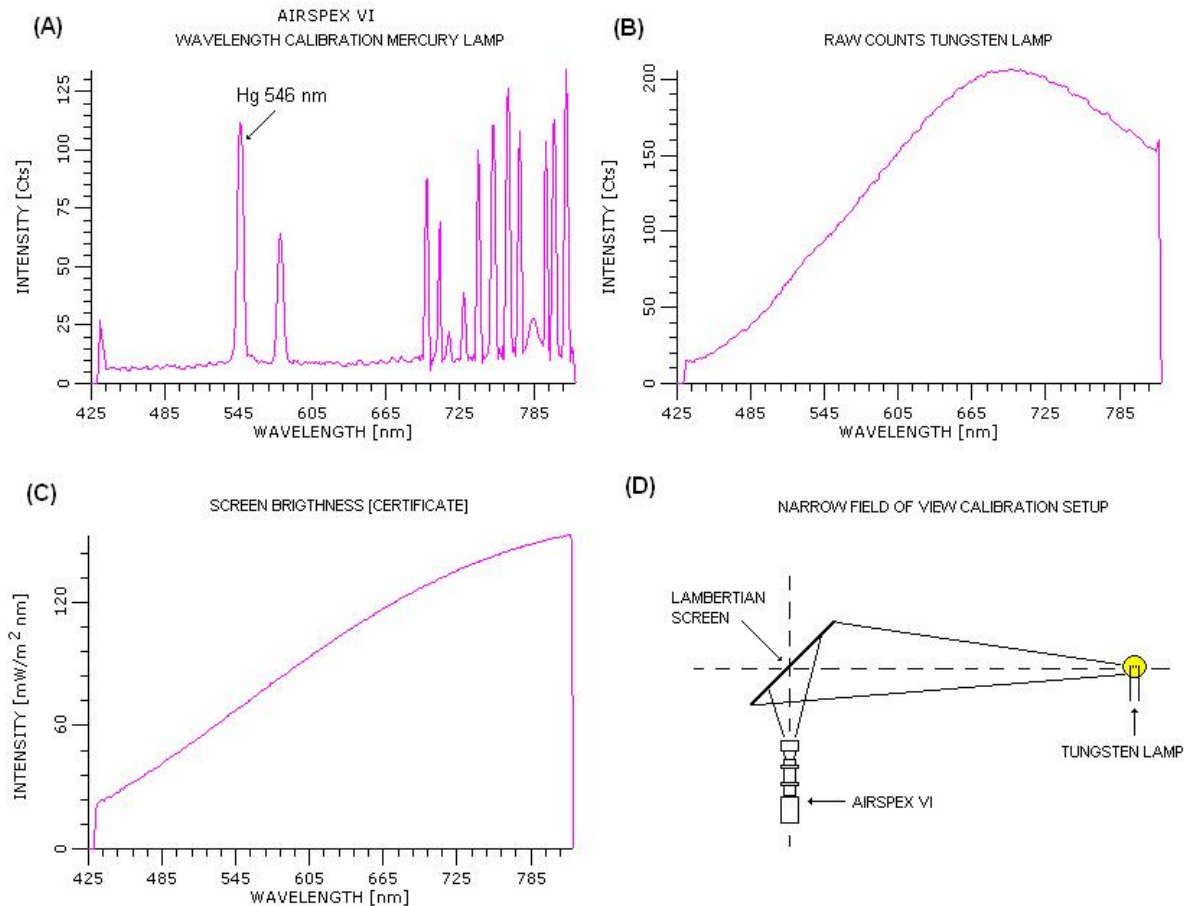 (A)
AIRSPEX VI
WAVELENGTH CALIBRATION MERCURY LAMP
INTENSITY [Cts]
125
100
75
50
25
0
Hg 546 nm
425 485 545 605 665 725 785
WAVELENGTH [nm]
(B)
RAW COUNTS TUNGSTEN LAMP
INTENSITY [Cts]
200
150
200
50
0
425 485 545 605 665 725 785
WAVELENGTH [nm]
(C)
SCREEN BRIGTHNESS [CERTIFICATE]
INTENSITY [mW/m² nm]
120
60
0
425 485 545 605 665 725 785
WAVELENGTH [nm]
(D)
NARROW FIELD OF VIEW CALIBRATION SETUP
LAMBERTIAN
SCREEN
TUNGSTEN LAMP
AIRSPEX VI